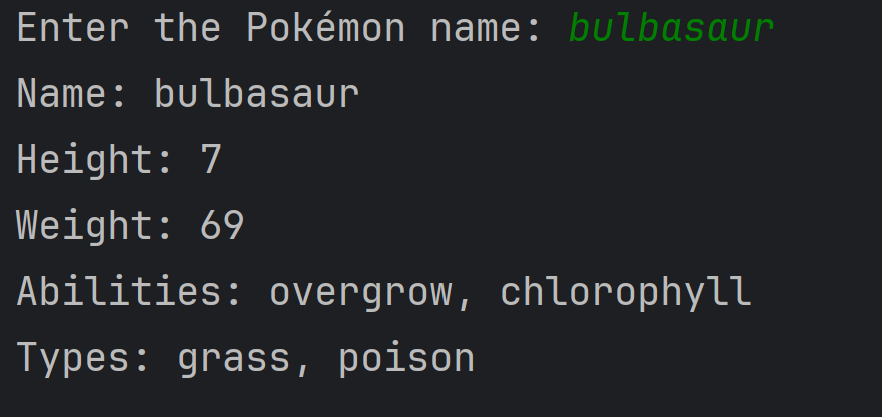 Enter the Pokémon name: bulbasaur
Name: bulbasaur
Height: 7
Weight: 69
Abilities: overgrow, chlorophyll
Types: grass, poison